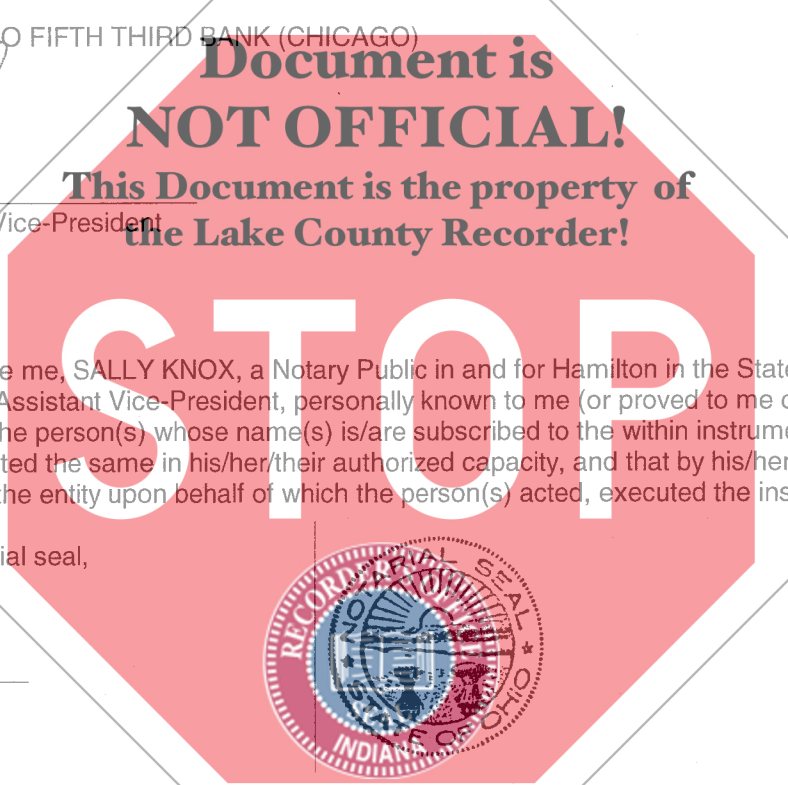 O FIFTH THIRD BANK (CHICAGO)
Document is
NOT OFFICIAL!
This Document is the property of
Vice-President
the Lake County Recorder!
STOP
e me, SALLY KNOX, a Notary Public in and for Hamilton in the State
Assistant Vice-President, personally known to me (or proved to me o
he person(s) whose name(s) is/are subscribed to the within instrume
ted the same in his/her/their authorized capacity, and that by his/her
the entity upon behalf of which the person(s) acted, executed the ins
ial seal,
NOTARIAL SEAL
STATE OF OHIO
RECORDER
INDIANA